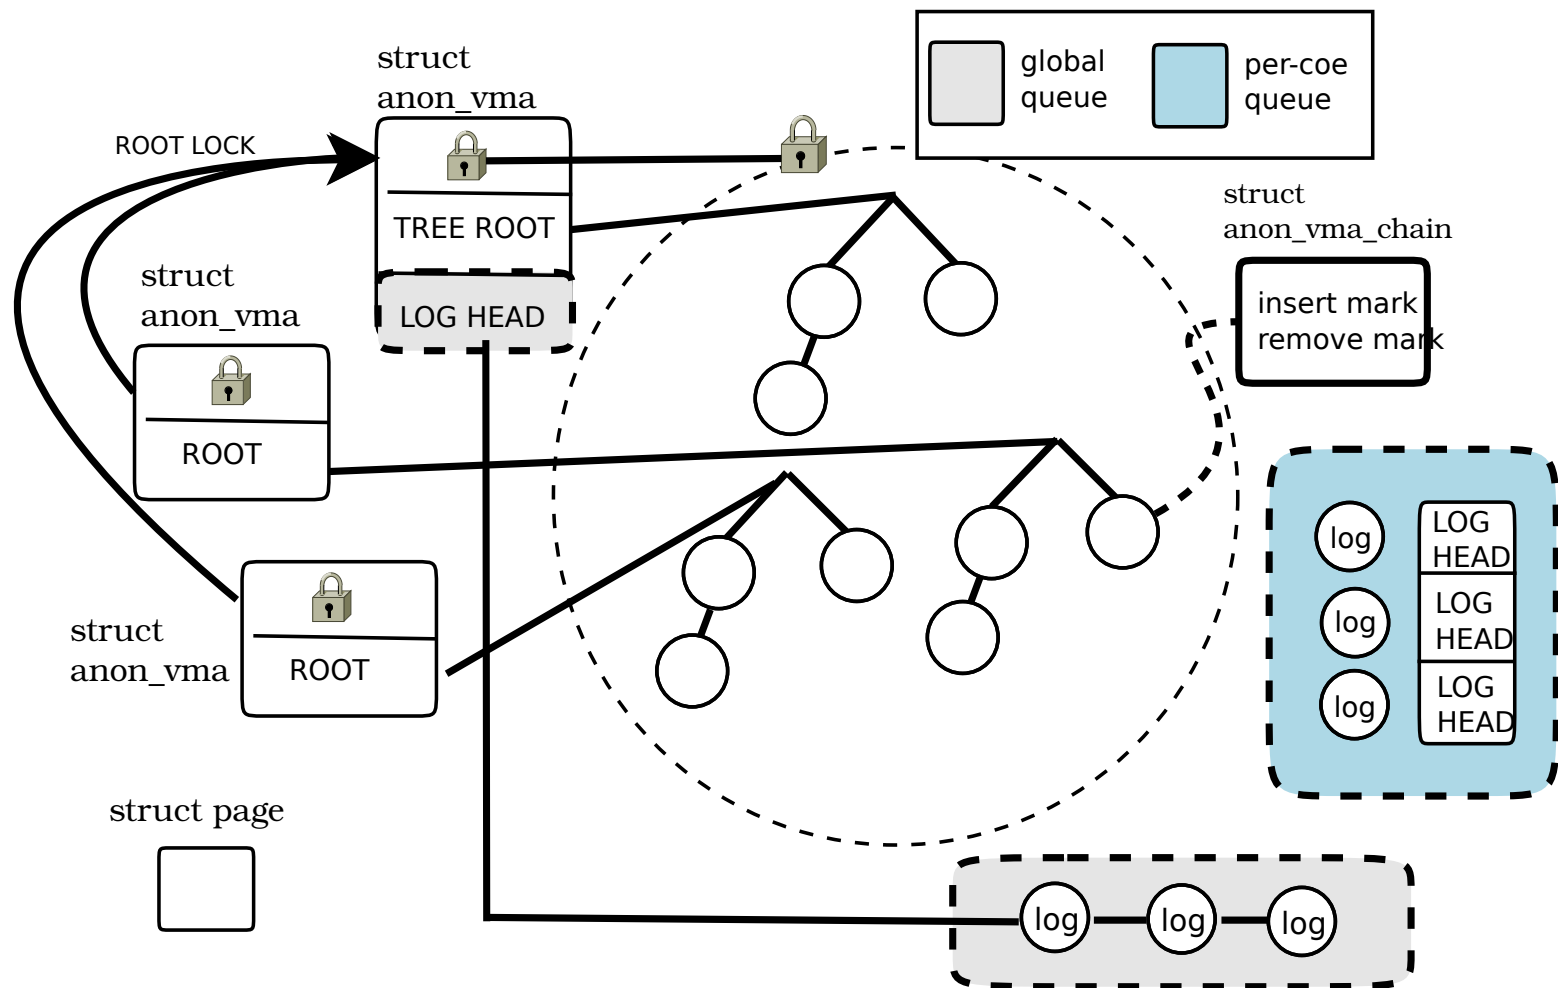 struct
anon_vma
global
queue
per-coe
queue
ROOT LOCK
TREE ROOT
LOG HEAD
struct
anon_vma_chain
insert mark
remove mark
struct
anon_vma
ROOT
struct
anon_vma
ROOT
log
LOG
HEAD
log
LOG
HEAD
log
LOG
HEAD
struct page
log
log
log